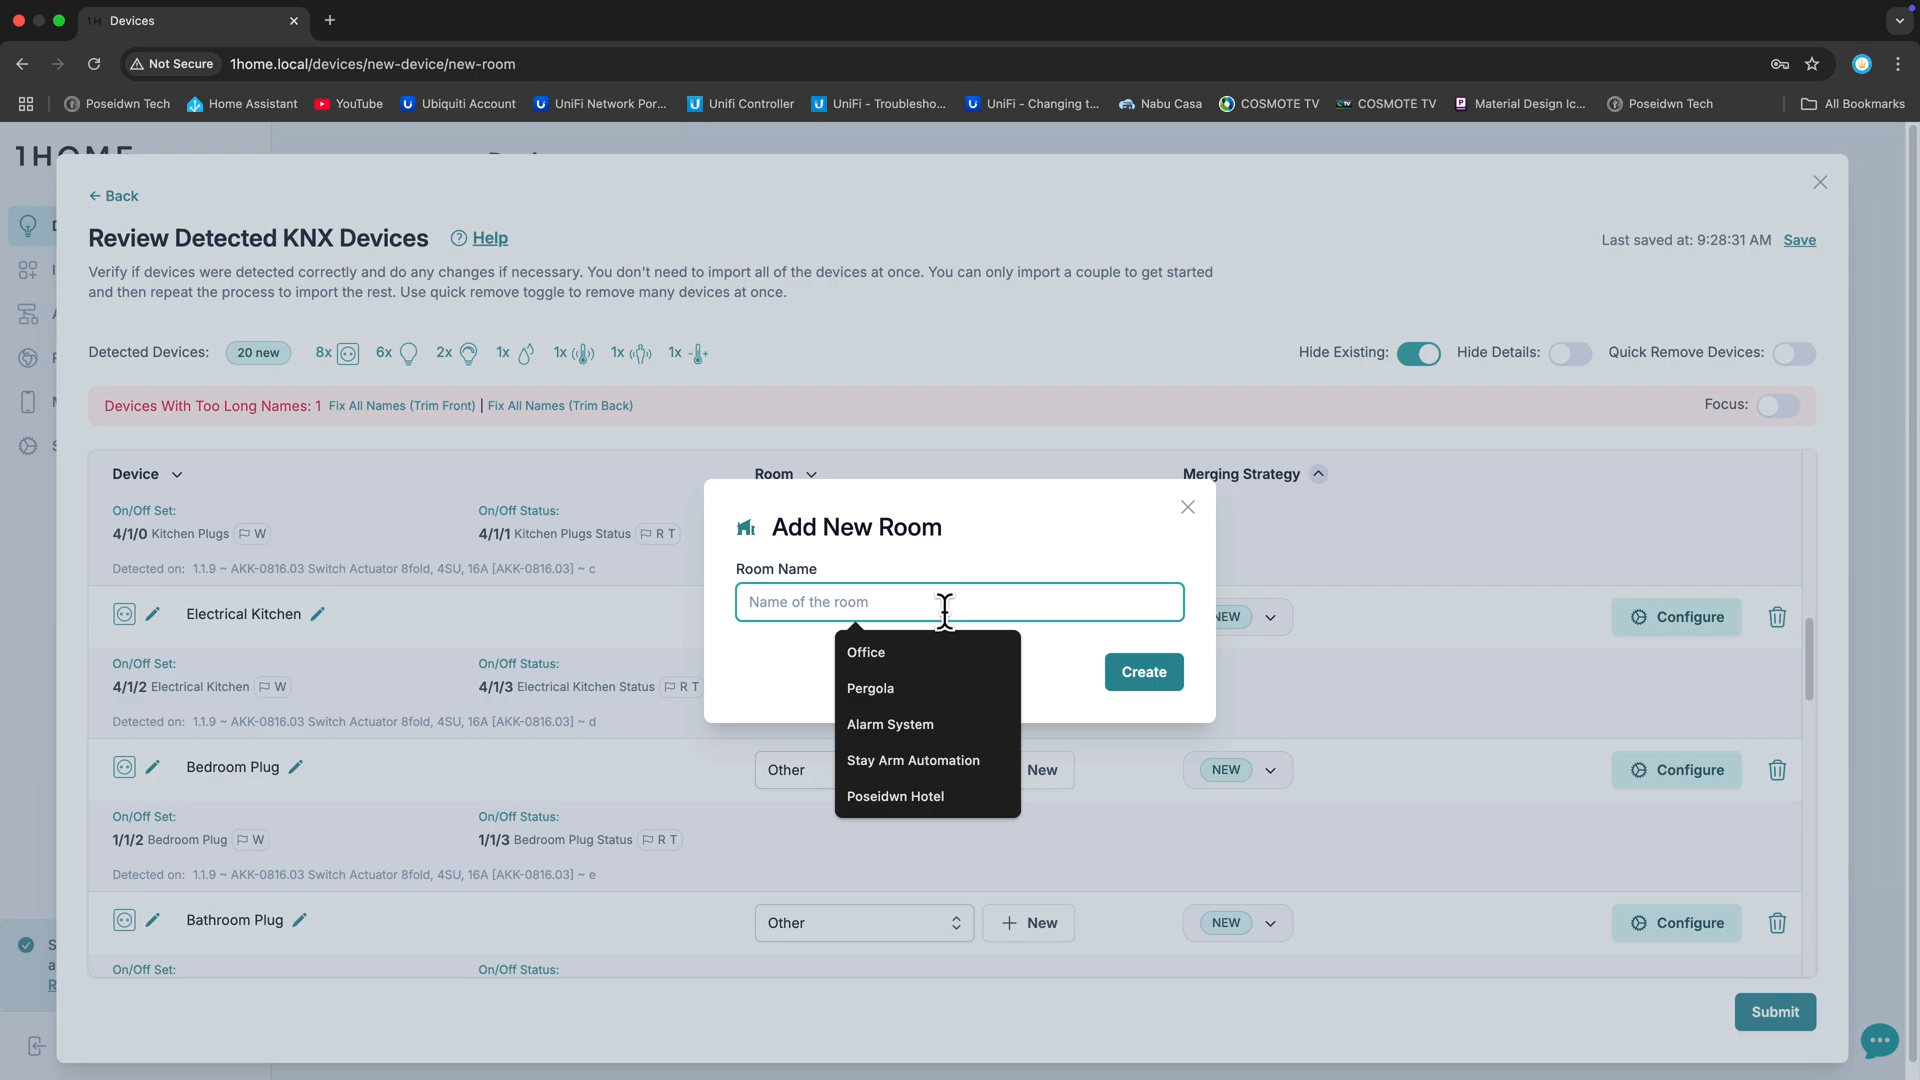 Devices
Not Secure
1home.local/devices/new-device/new-room
Poseidwn Tech
Home Assistant
YouTube
Ubiquiti Account
UniFi Network Por...
Unifi Controller
UniFi - Troublesho...
UniFi - Changing t...
Nabu Casa
COSMOTE TV
COSMOTE TV
Material Design Ic...
Poseidwn Tech
All Bookmarks
1HOME
← Back
Review Detected KNX Devices
Help
Last saved at: 9:28:31 AM
Save
Verify if devices were detected correctly and do any changes if necessary. You don't need to import all of the devices at once. You can only import a couple to get started
and then repeat the process to import the rest. Use quick remove toggle to remove many devices at once.
Detected Devices:
20 new
8x
6x
2x
1x
1x
1x
1x
Hide Existing:
Hide Details:
Quick Remove Devices:
Devices With Too Long Names: 1
Fix All Names (Trim Front) | Fix All Names (Trim Back)
Focus:
Device
Room
Merging Strategy
On/Off Set:
On/Off Status:
4/1/0 Kitchen Plugs W
4/1/1 Kitchen Plugs Status R T
Detected on: 1.1.9 ~ AKK-0816.03 Switch Actuator 8fold, 4SU, 16A [AKK-0816.03] ~ c
Add New Room
Room Name
Name of the room
Office
Pergola
Alarm System
Stay Arm Automation
Poseidwn Hotel
Create
Electrical Kitchen
NEW
Configure
On/Off Set:
On/Off Status:
4/1/2 Electrical Kitchen W
4/1/3 Electrical Kitchen Status R T
Detected on: 1.1.9 ~ AKK-0816.03 Switch Actuator 8fold, 4SU, 16A [AKK-0816.03] ~ d
Bedroom Plug
Other
New
NEW
Configure
On/Off Set:
On/Off Status:
1/1/2 Bedroom Plug W
1/1/3 Bedroom Plug Status R T
Detected on: 1.1.9 ~ AKK-0816.03 Switch Actuator 8fold, 4SU, 16A [AKK-0816.03] ~ e
Bathroom Plug
Other
+ New
NEW
Configure
On/Off Set:
On/Off Status:
Submit